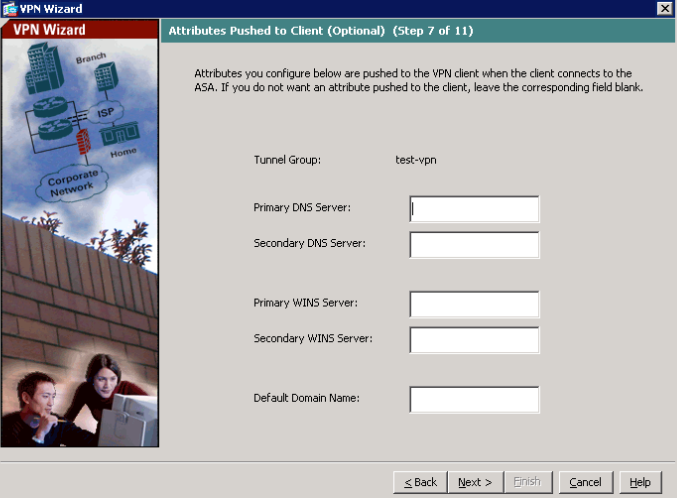 VPN Wizard
VPN Wizard
Attributes Pushed to Client (Optional) (Step 7 of 11)
Branch
ISP
Home
Corporate
Network
Attributes you configure below are pushed to the VPN client when the client connects to the
ASA. If you do not want an attribute pushed to the client, leave the corresponding field blank.
Tunnel Group: test-vpn
Primary DNS Server:
Secondary DNS Server:
Primary WINS Server:
Secondary WINS Server:
Default Domain Name:
< Back Next > Finish Cancel Help